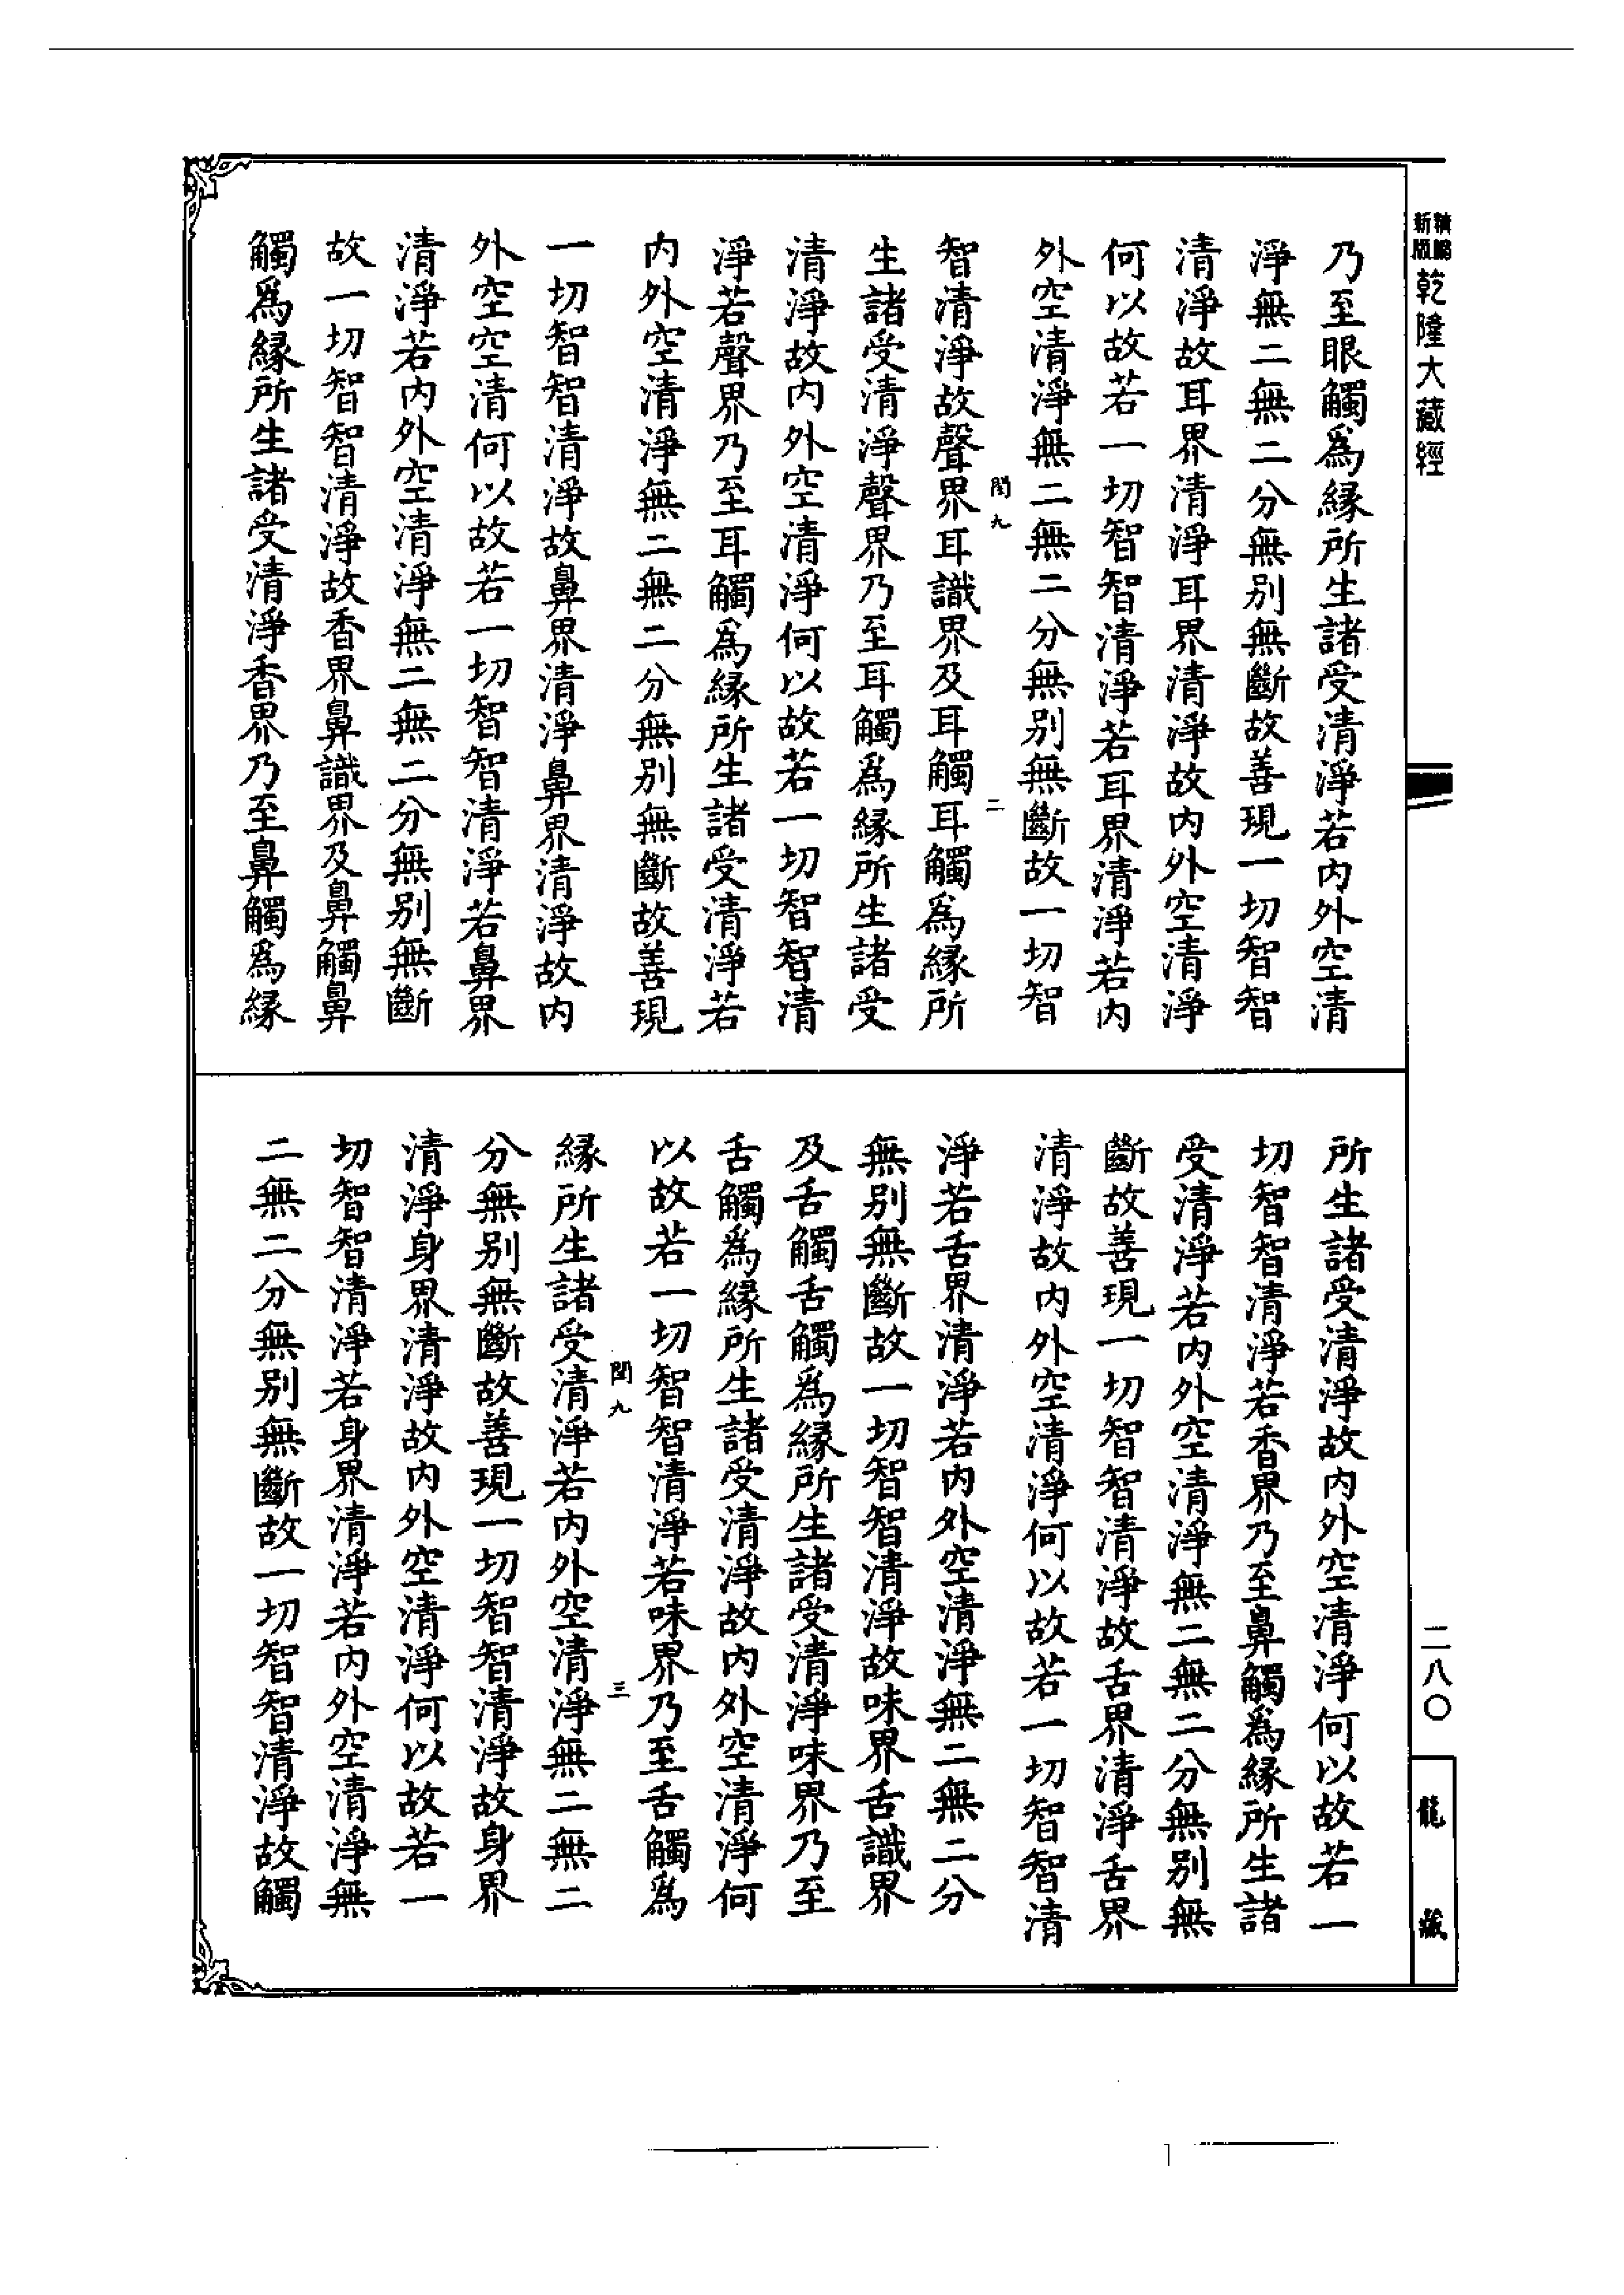 精縮新版
乾隆大藏經
乃至眼觸爲縁所生諸受清淨若内外空清
淨無二無二分無别無斷故善現一切智智
清淨故耳界清淨耳界清淨故内外空清淨
何以故若一切智智清淨若耳界清淨若内
外空清淨無二無二分無别無斷故一切智
閏九 二
智清淨故聲界耳識界及耳觸耳觸爲縁所
生諸受清淨聲界乃至耳觸爲縁所生諸受
清淨故内外空清淨何以故若一切智智清
淨若聲界乃至耳觸爲縁所生諸受清淨若
内外空清淨無二無二分無别無斷故善現
一切智智清淨故鼻界清淨鼻界清淨故内
外空空清何以故若一切智智清淨若鼻界
清淨若内外空清淨無二無二分無别無斷
故一切智智清淨故香界鼻識界及鼻觸鼻
觸爲縁所生諸受清淨香界乃至鼻觸爲縁
所生諸受清淨故内外空清淨何以故若一
切智智清淨若香界乃至鼻觸爲縁所生諸
受清淨若内外空清淨無二無二分無别無
斷故善現一切智智清淨故舌界清淨舌界
清淨故内外空清淨何以故若一切智智清
淨若舌界清淨若内外空清淨無二無二分
無别無斷故一切智智清淨故味界舌識界
及舌觸舌觸爲縁所生諸受清淨味界乃至
舌觸爲縁所生諸受清淨故内外空清淨何
以故若一切智智清淨若味界乃至舌觸爲
閏九 三
縁所生諸受清淨若内外空清淨無二無二
分無别無斷故善現一切智智清淨故身界
清淨身界清淨故内外空清淨何以故若一
切智智清淨若身界清淨若内外空清淨無
二無二分無别無斷故一切智智清淨故觸
二八〇
龍藏